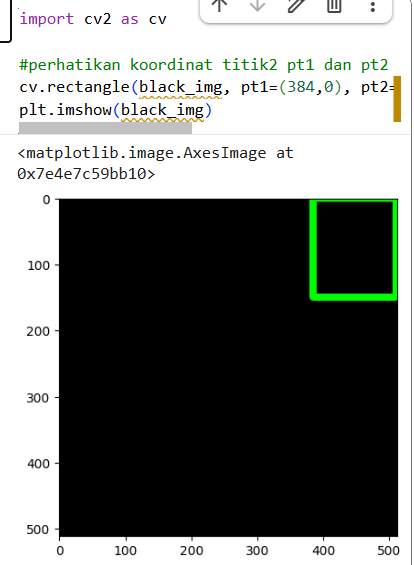 import cv2 as cv
#perhatikan koordinat titik2 pt1 dan pt2
cv.rectangle(black_img, pt1=(384,0), pt2=
plt.imshow(black_img)
<matplotlib.image.AxesImage at
0x7e4e7c59bb10>
0
100
200
300
400
500
0 100 200 300 400 500